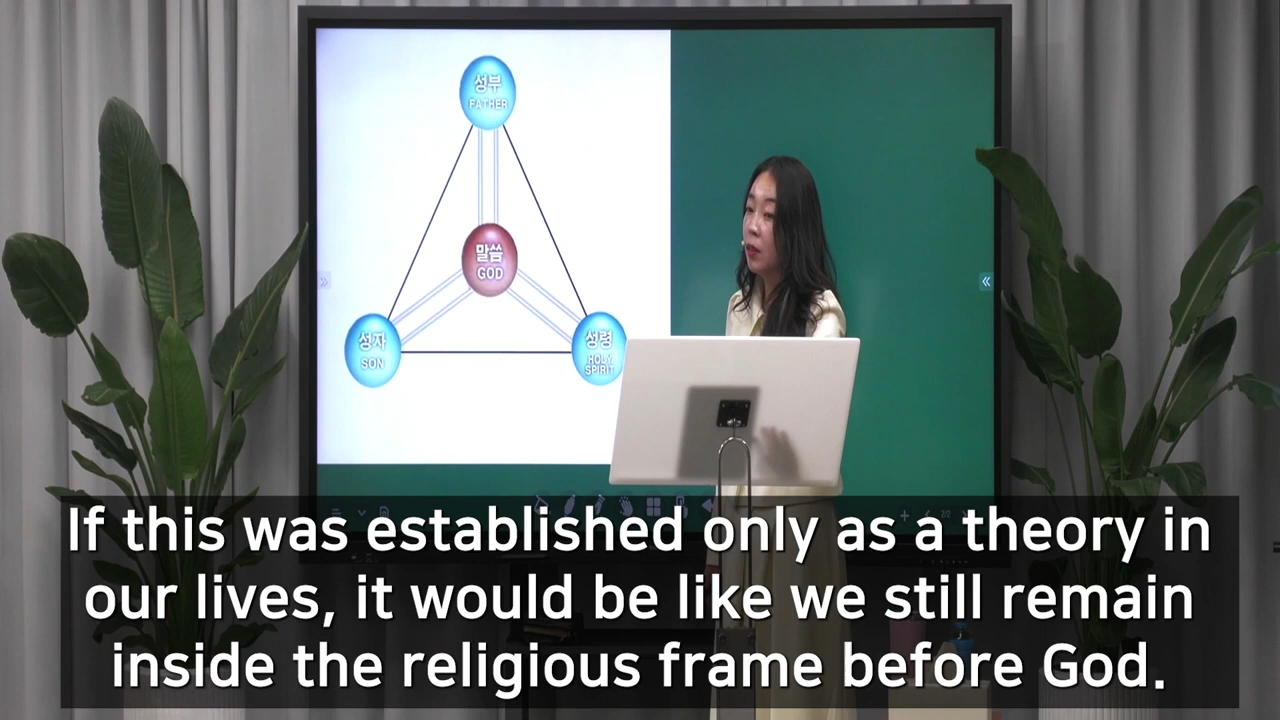 성부
FATHER
말씀
GOD
성자
SON
성령
HOLY
SPIRIT
If this was established only as a theory in
our lives, it would be like we still remain
inside the religious frame before God.